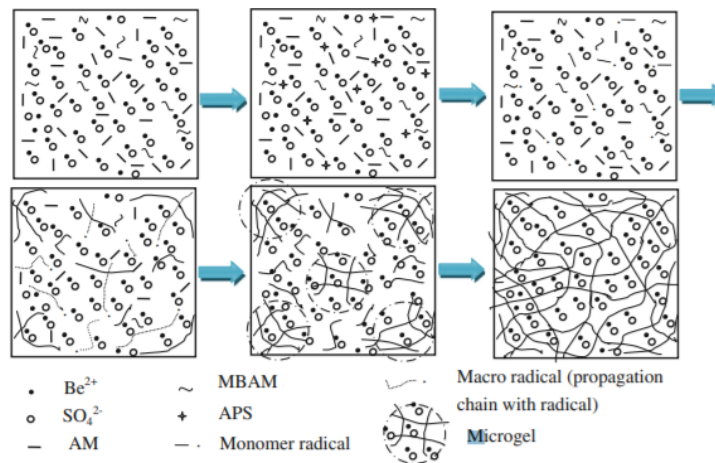 Be²⁺
SO₄²⁻
AM
MBAM
APS
Monomer radical
Macro radical (propagation
chain with radical)
Microgel